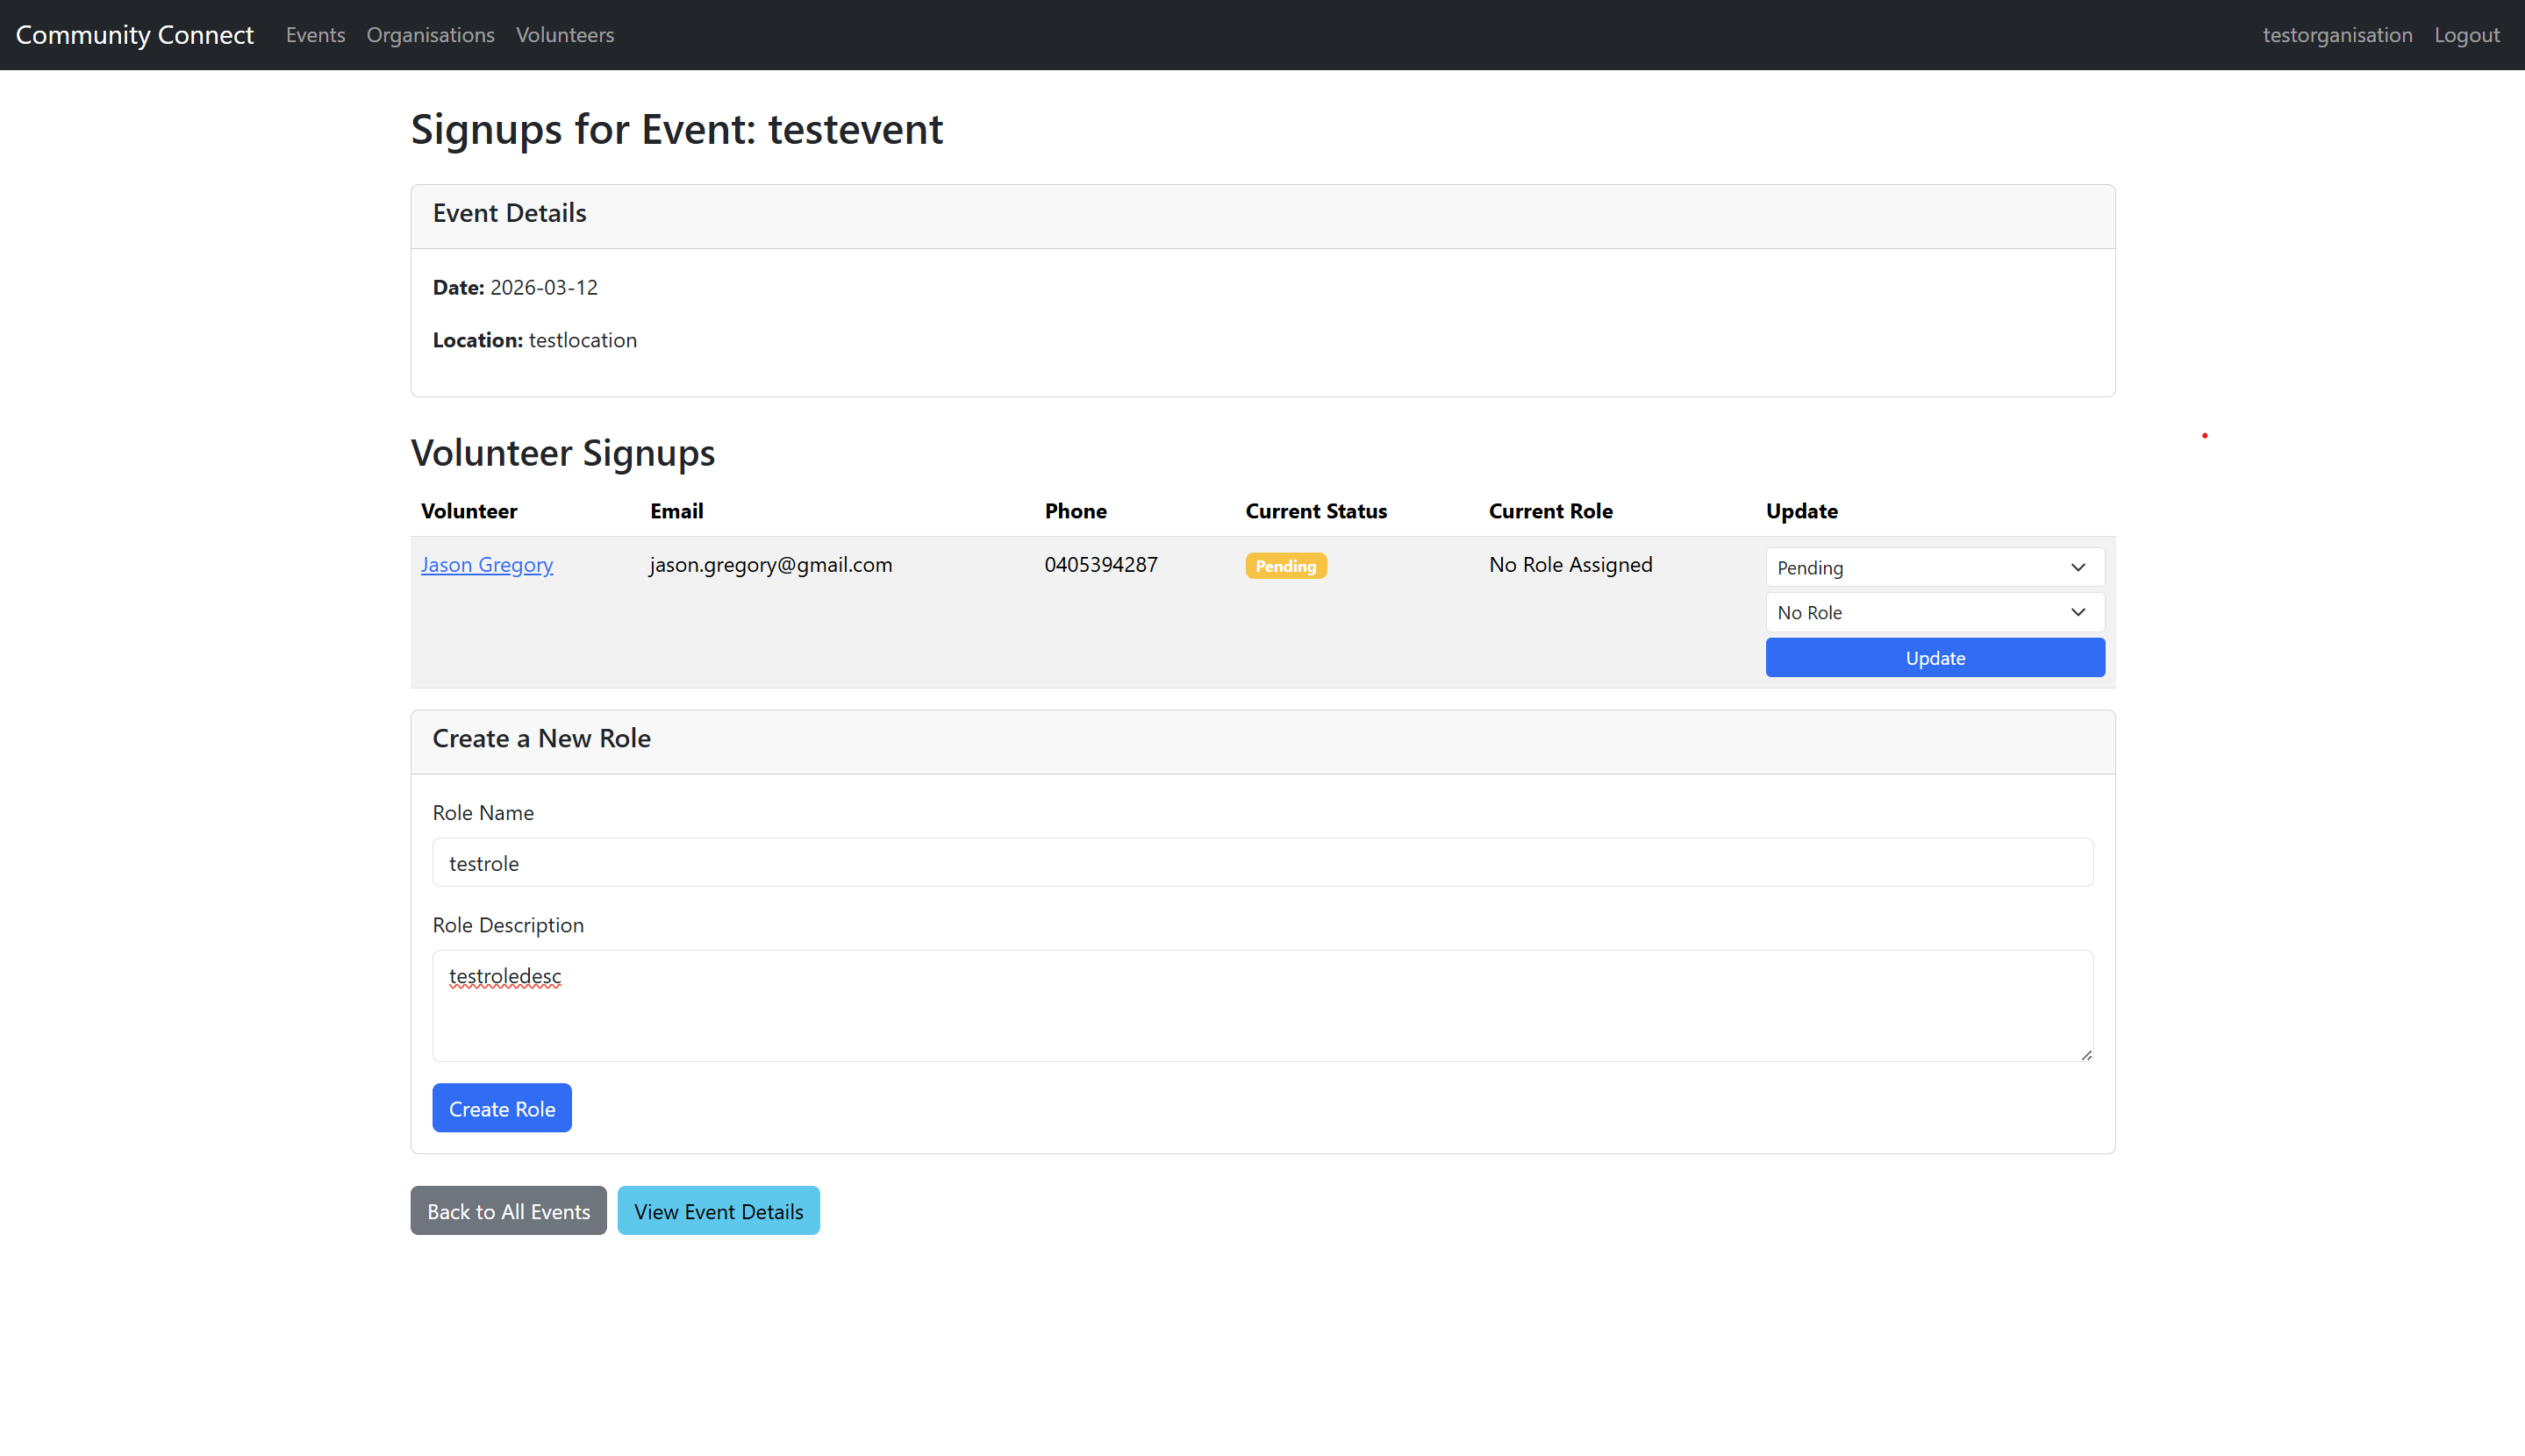 Community Connect Events Organisations Volunteers testorganisation Logout
Signups for Event: testevent
Event Details
Date: 2026-03-12
Location: testlocation
Volunteer Signups
Volunteer Email Phone Current Status Current Role Update
Jason Gregory jason.gregory@gmail.com 0405394287 Pending No Role Assigned Pending
No Role
Update
Create a New Role
Role Name
testrole
Role Description
testroledesc
Create Role
Back to All Events View Event Details